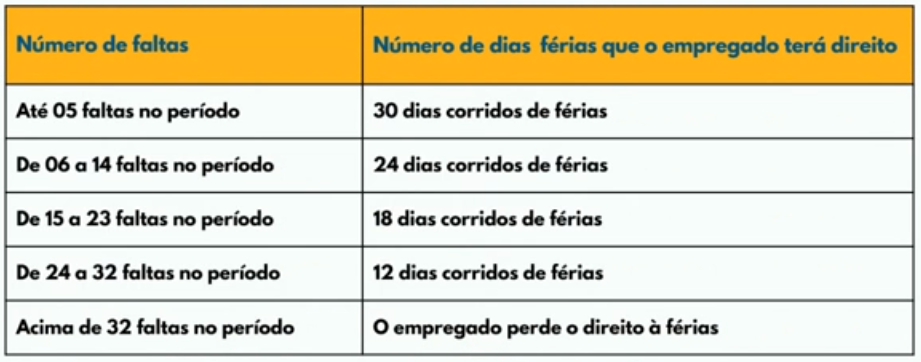 Número de faltas
Número de dias férias que o empregado terá direito
Até 05 faltas no período
30 dias corridos de férias
De 06 a 14 faltas no período
24 dias corridos de férias
De 15 a 23 faltas no período
18 dias corridos de férias
De 24 a 32 faltas no período
12 dias corridos de férias
Acima de 32 faltas no período
O empregado perde o direito à férias